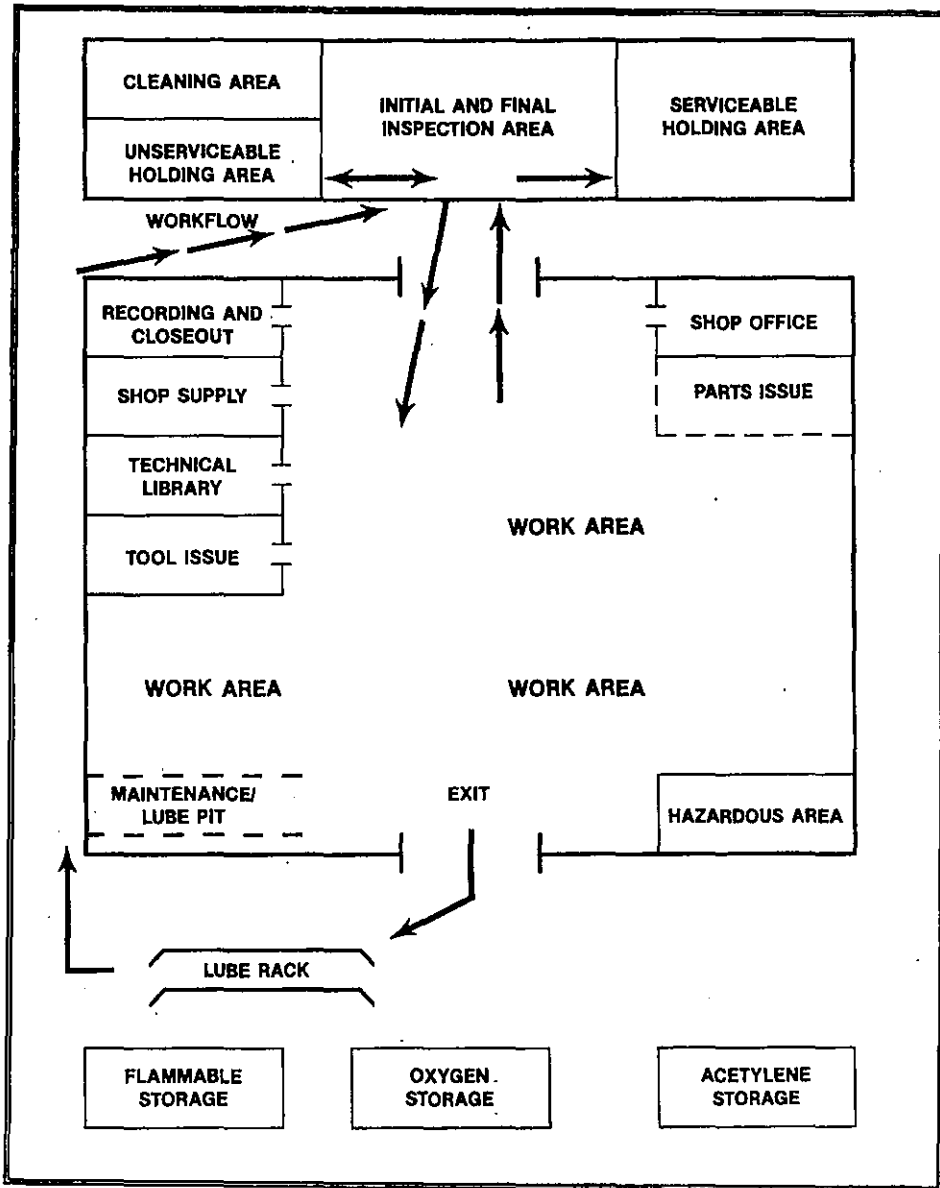 CLEANING AREA
UNSERVICEABLE
HOLDING AREA
INITIAL AND FINAL
INSPECTION AREA
SERVICEABLE
HOLDING AREA
WORKFLOW
RECORDING AND
CLOSEOUT
SHOP SUPPLY
TECHNICAL
LIBRARY
TOOL ISSUE
SHOP OFFICE
PARTS ISSUE
WORK AREA
WORK AREA
WORK AREA
MAINTENANCE/
LUBE PIT
EXIT
HAZARDOUS AREA
LUBE RACK
FLAMMABLE
STORAGE
OXYGEN
STORAGE
ACETYLENE
STORAGE